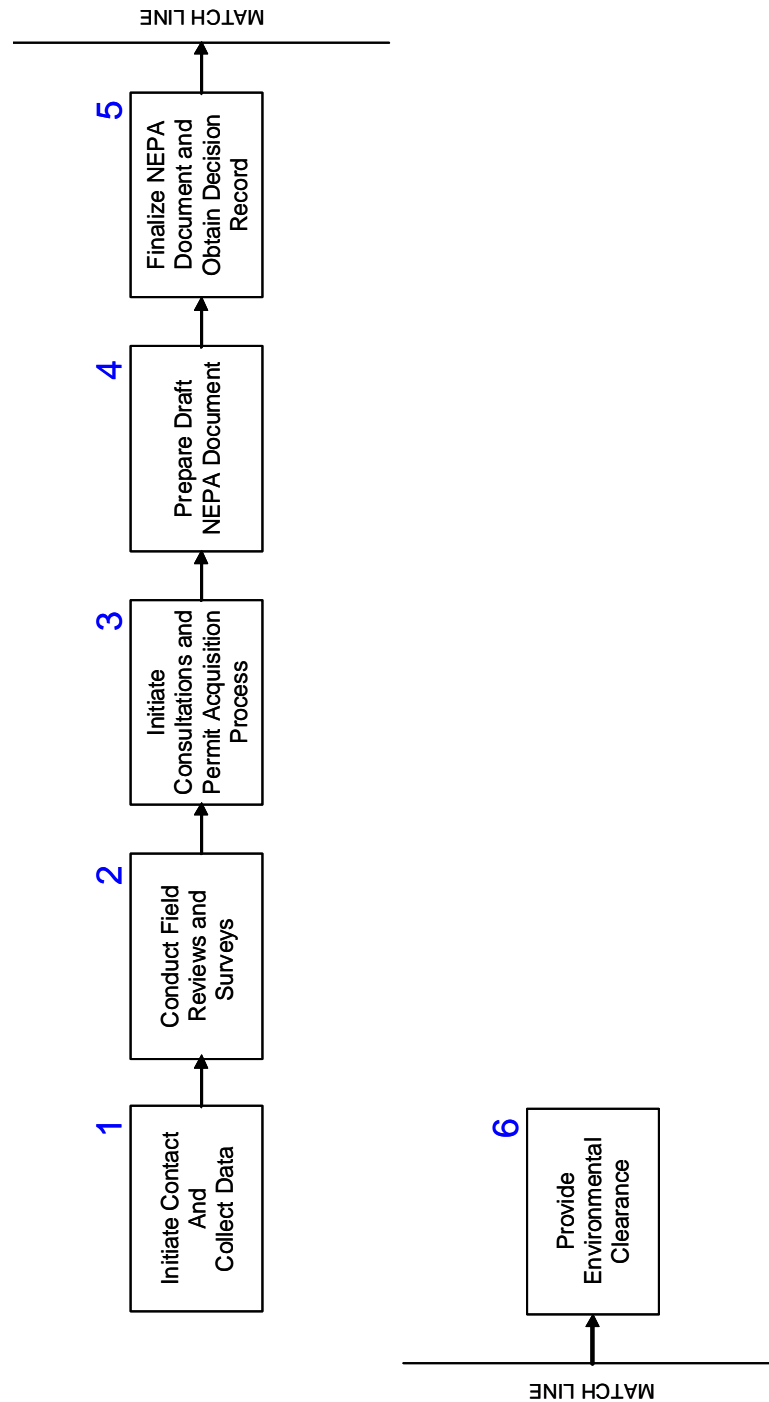 1
Initiate Contact
And
Collect Data
2
Conduct Field
Reviews and
Surveys
3
Initiate
Consultations and
Permit Acquisition
Process
4
Prepare Draft
NEPA Document
5
Finalize NEPA
Document and
Obtain Decision
Record
MATCH LINE
MATCH LINE
6
Provide
Environmental
Clearance